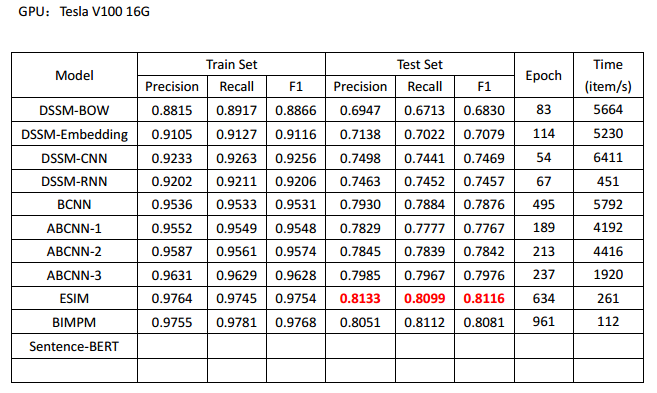 GPU：Tesla V100 16G
Model Train Set Test Set Epoch Time (item/s)
Precision Recall F1 Precision Recall F1
DSSM-BOW 0.8815 0.8917 0.8866 0.6947 0.6713 0.6830 83 5664
DSSM-Embedding 0.9105 0.9127 0.9116 0.7138 0.7022 0.7079 114 5230
DSSM-CNN 0.9233 0.9263 0.9256 0.7498 0.7441 0.7469 54 6411
DSSM-RNN 0.9202 0.9211 0.9206 0.7463 0.7452 0.7457 67 451
BCNN 0.9536 0.9533 0.9531 0.7930 0.7884 0.7876 495 5792
ABCNN-1 0.9552 0.9549 0.9548 0.7829 0.7777 0.7767 189 4192
ABCNN-2 0.9587 0.9561 0.9574 0.7845 0.7839 0.7842 213 4416
ABCNN-3 0.9631 0.9629 0.9628 0.7985 0.7967 0.7976 237 1920
ESIM 0.9764 0.9745 0.9754 0.8133 0.8099 0.8116 634 261
BIMPM 0.9755 0.9781 0.9768 0.8051 0.8112 0.8081 961 112
Sentence-BERT